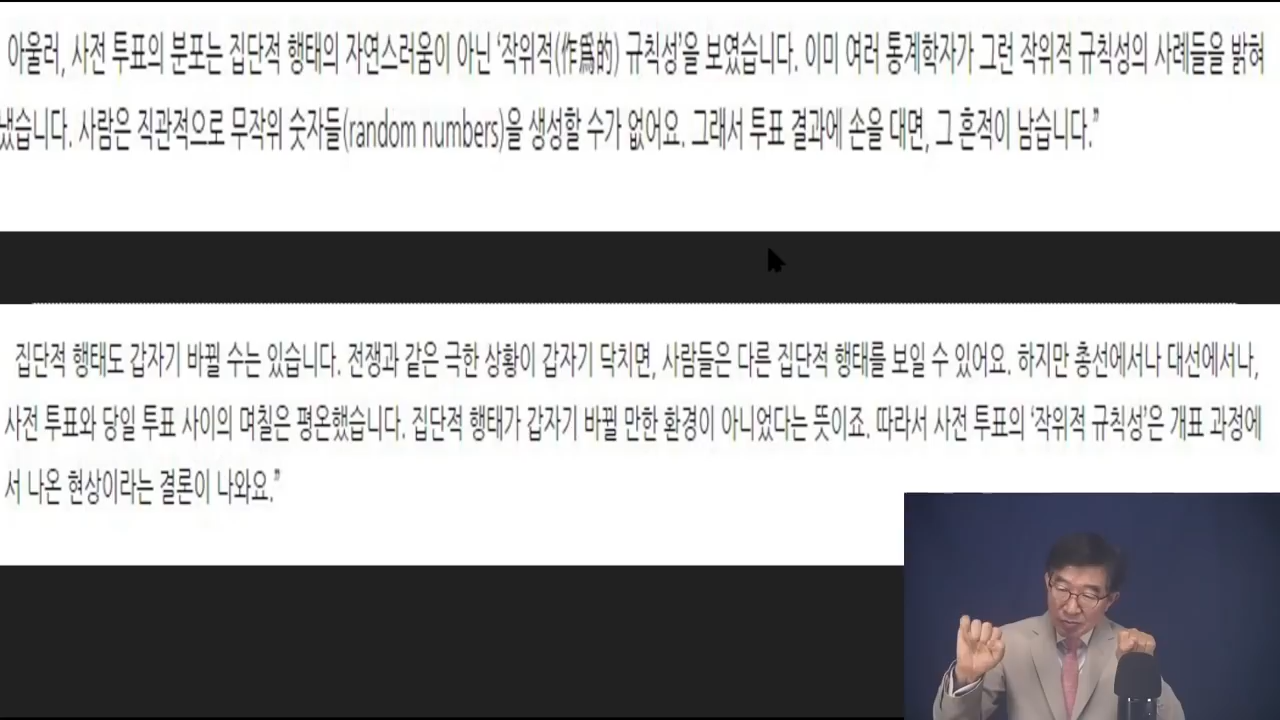 아울러, 사전 투표의 분포는 집단적 행태의 자연스러움이 아닌 ‘작위적(作爲的) 규칙성’을 보였습니다. 이미 여러 통계학자가 그런 작위적 규칙성의 사례들을 밝혀
냈습니다. 사람은 직관적으로 무작위 숫자들(random numbers)을 생성할 수가 없어요. 그래서 투표 결과에 손을 대면, 그 흔적이 남습니다.”
집단적 행태도 갑자기 바뀔 수는 있습니다. 전쟁과 같은 극한 상황이 갑자기 닥치면, 사람들은 다른 집단적 행태를 보일 수 있어요. 하지만 총선에서나 대선에서나,
사전 투표와 당일 투표 사이의 며칠은 평온했습니다. 집단적 행태가 갑자기 바뀔 만한 환경이 아니었다는 뜻이죠. 따라서 사전 투표의 ‘작위적 규칙성’은 개표 과정에
서 나온 현상이라는 결론이 나와요.”